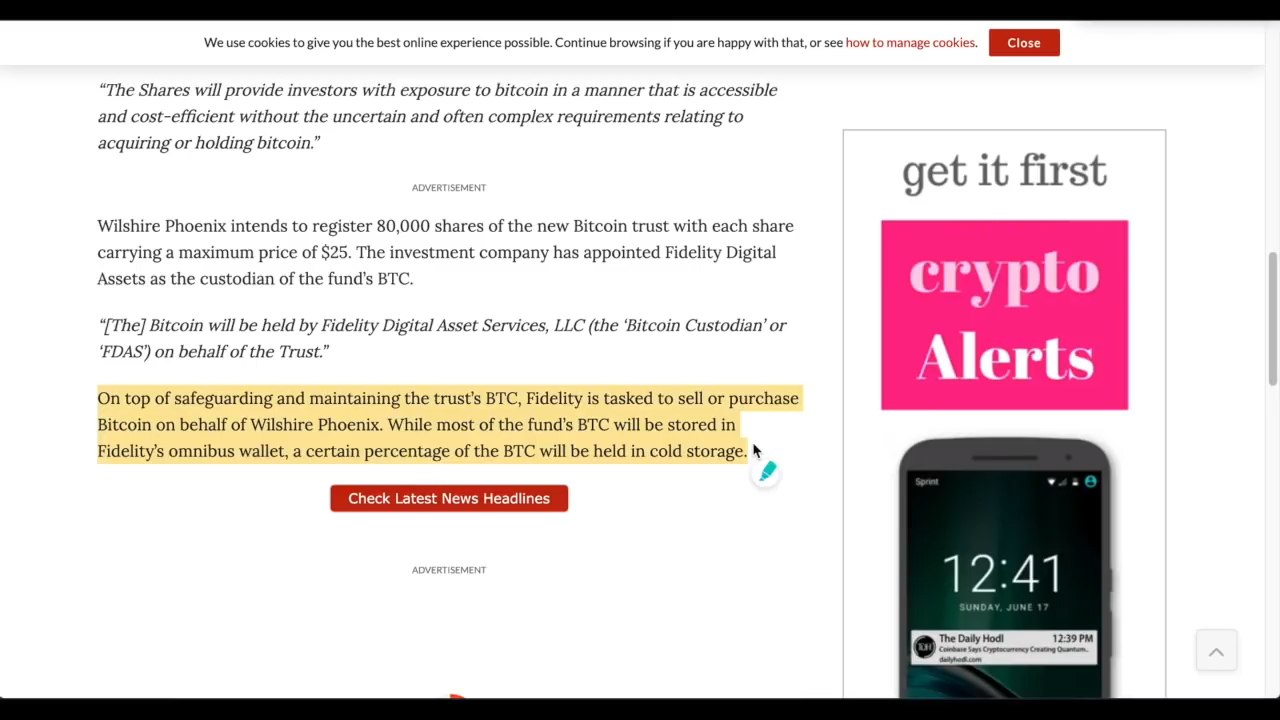 We use cookies to give you the best online experience possible. Continue browsing if you are happy with that, or see how to manage cookies.
Close
“The Shares will provide investors with exposure to bitcoin in a manner that is accessible
and cost-efficient without the uncertain and often complex requirements relating to
acquiring or holding bitcoin.”
ADVERTISEMENT
Wilshire Phoenix intends to register 80,000 shares of the new Bitcoin trust with each share
carrying a maximum price of $25. The investment company has appointed Fidelity Digital
Assets as the custodian of the fund’s BTC.
“[The] Bitcoin will be held by Fidelity Digital Asset Services, LLC (the ‘Bitcoin Custodian’ or
‘FDAS’) on behalf of the Trust.”
On top of safeguarding and maintaining the trust’s BTC, Fidelity is tasked to sell or purchase
Bitcoin on behalf of Wilshire Phoenix. While most of the fund’s BTC will be stored in
Fidelity’s omnibus wallet, a certain percentage of the BTC will be held in cold storage.
Check Latest News Headlines
ADVERTISEMENT
get it first
crypto
Alerts
Sprint
12:41
SUNDAY, JUNE 17
The Daily Hodl 12:39 PM
Coinbase Says Cryptocurrency Creating Quantum..
dailyhodl.com